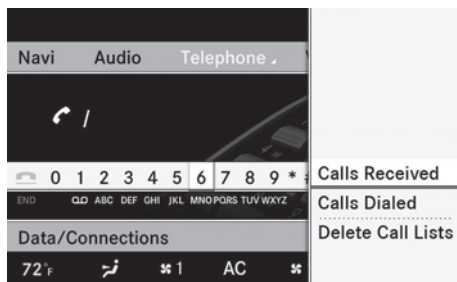 Navi Audio Telephone
/
0 1 2 3 4 5 6 7 8 9 *
END ABC DEF GHI JKL MNO PQRS TUV WXYZ
Data/Connections
72°F 1 AC
Calls Received
Calls Dialed
Delete Call Lists